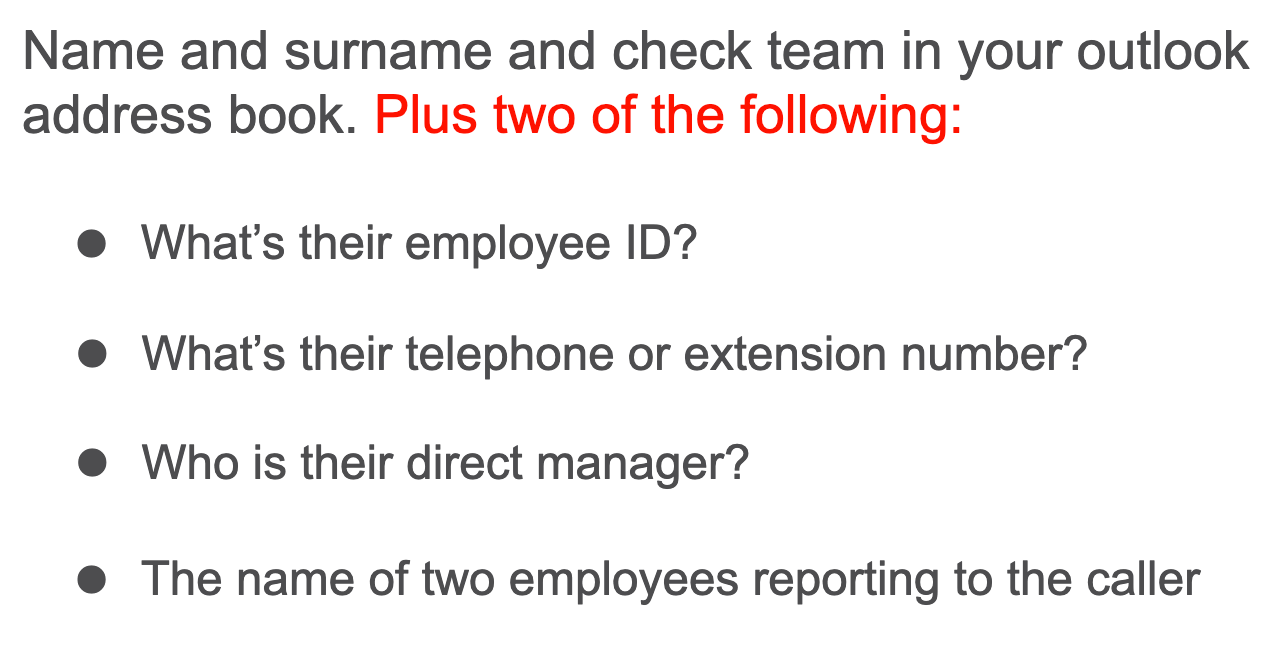 Name and surname and check team in your outlook
address book. Plus two of the following:
● What’s their employee ID?
● What’s their telephone or extension number?
● Who is their direct manager?
● The name of two employees reporting to the caller